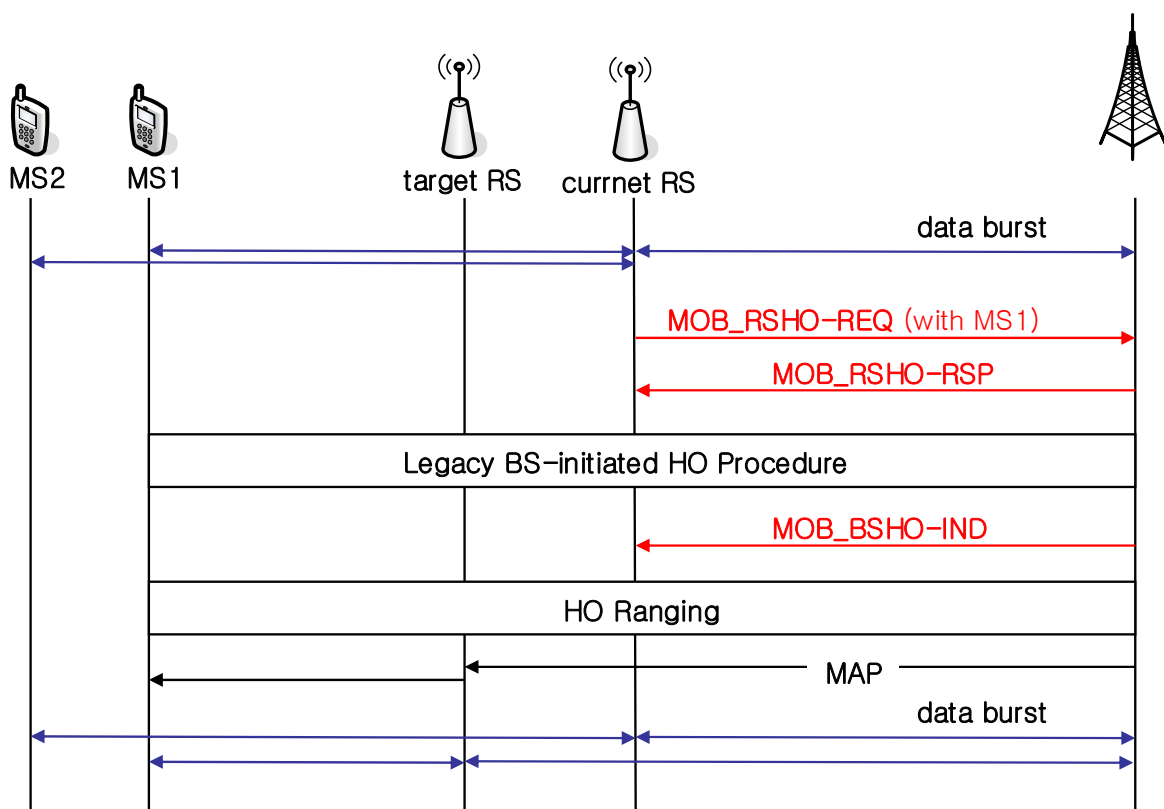 MS2
MS1
target RS
currnet RS
data burst
MOB_RSHO-REQ (with MS1)
MOB_RSHO-RSP
Legacy BS-initiated HO Procedure
MOB_BSHO-IND
HO Ranging
MAP
data burst